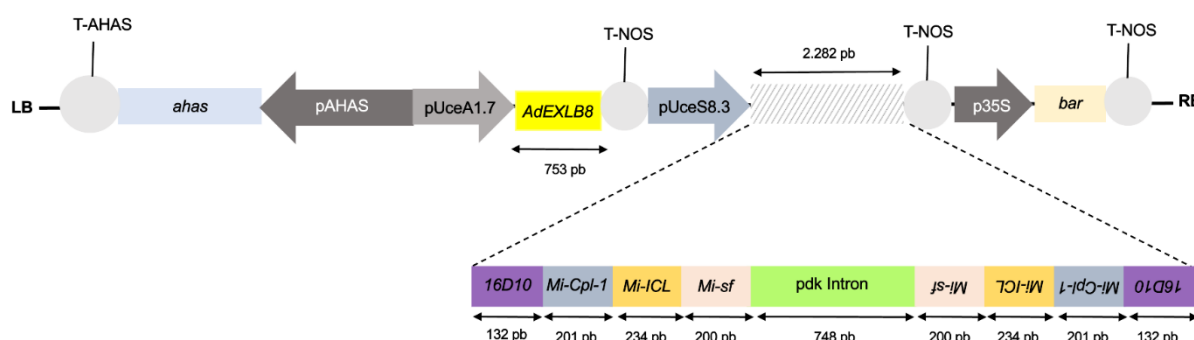 T-AHAS
T-NOS
2.282 pb
T-NOS
T-NOS
LB
ahas
pAHAS
pUceA1.7
AdEXLB8
pUceS8.3
p35S
bar
RB
753 pb
16D10
Mi-Cpl-1
Mi-ICL
Mi-sf
pdk Intron
Mi-sf
Mi-ICL
Mi-Cpl-1
16D10
132 pb
201 pb
234 pb
200 pb
748 pb
200 pb
234 pb
201 pb
132 pb